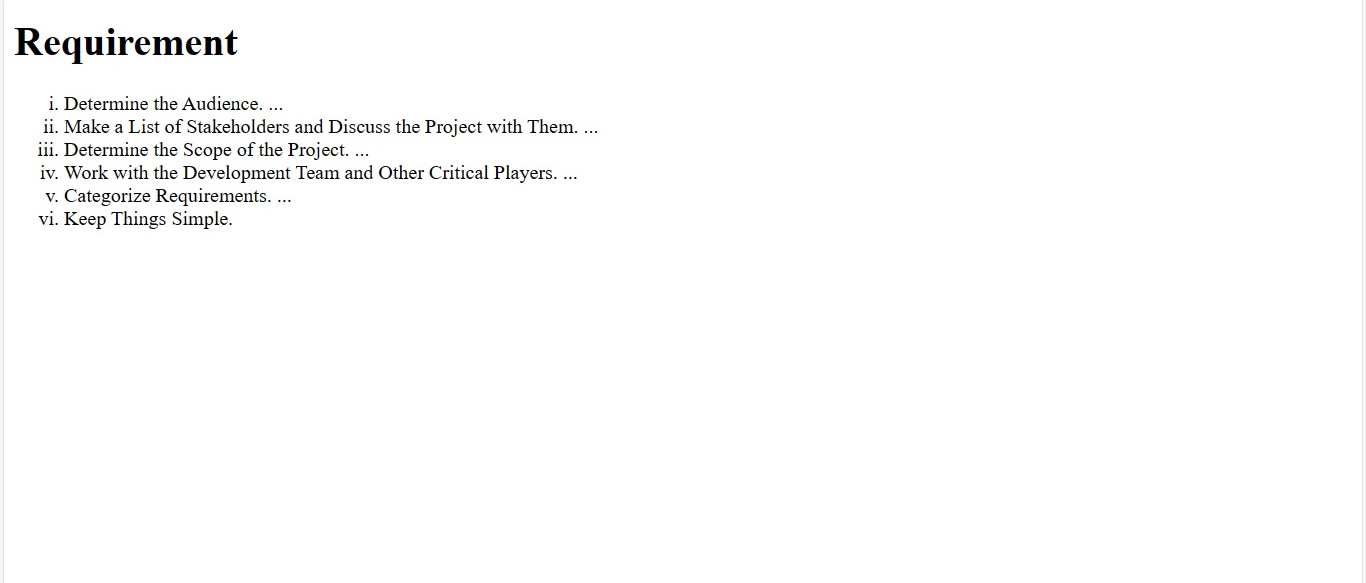 Requirement
i. Determine the Audience. ...
ii. Make a List of Stakeholders and Discuss the Project with Them. ...
iii. Determine the Scope of the Project. ...
iv. Work with the Development Team and Other Critical Players. ...
v. Categorize Requirements. ...
vi. Keep Things Simple.